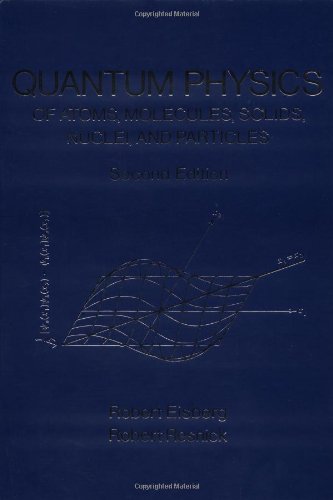 QUANTUM PHYSICS
OF ATOMS, MOLECULES, SOLIDS,
NUCLEI, AND PARTICLES
Second Edition
Robert Eisberg
Robert Resnick